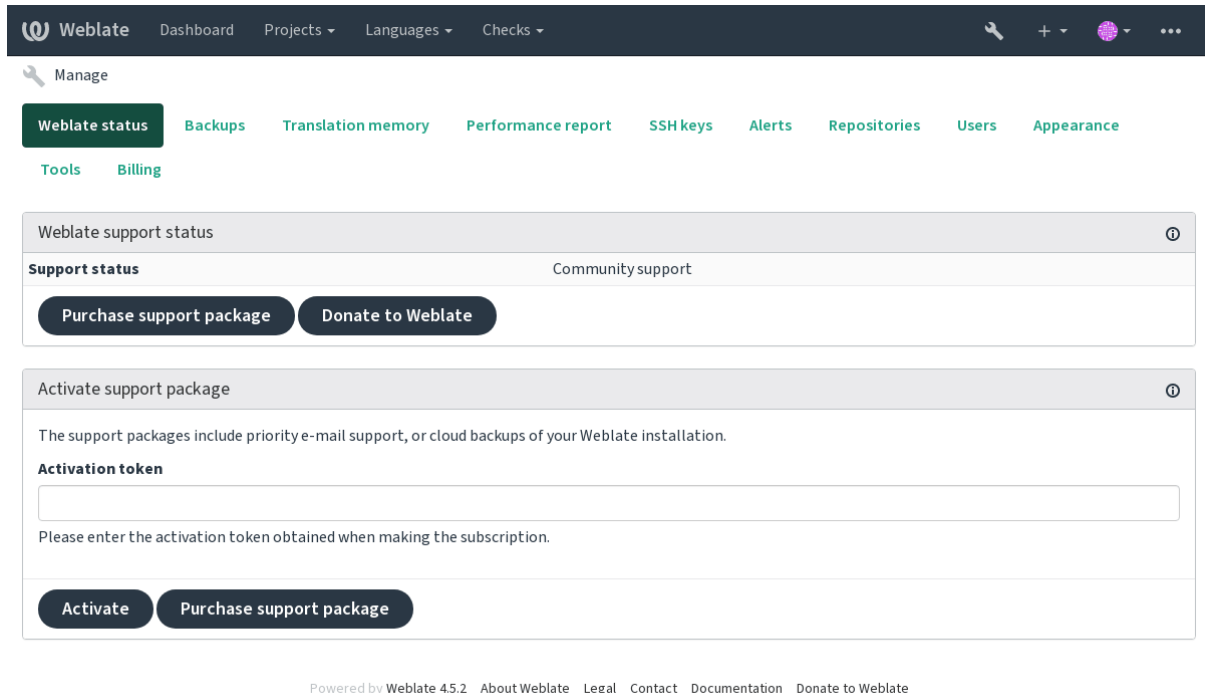 Weblate Dashboard Projects Languages Checks
Manage
Weblate status Backups Translation memory Performance report SSH keys Alerts Repositories Users Appearance
Tools Billing
Weblate support status
Support status Community support
Purchase support package Donate to Weblate
Activate support package
The support packages include priority e-mail support, or cloud backups of your Weblate installation.
Activation token
Please enter the activation token obtained when making the subscription.
Activate Purchase support package
Powered by Weblate 4.5.2 About Weblate Legal Contact Documentation Donate to Weblate